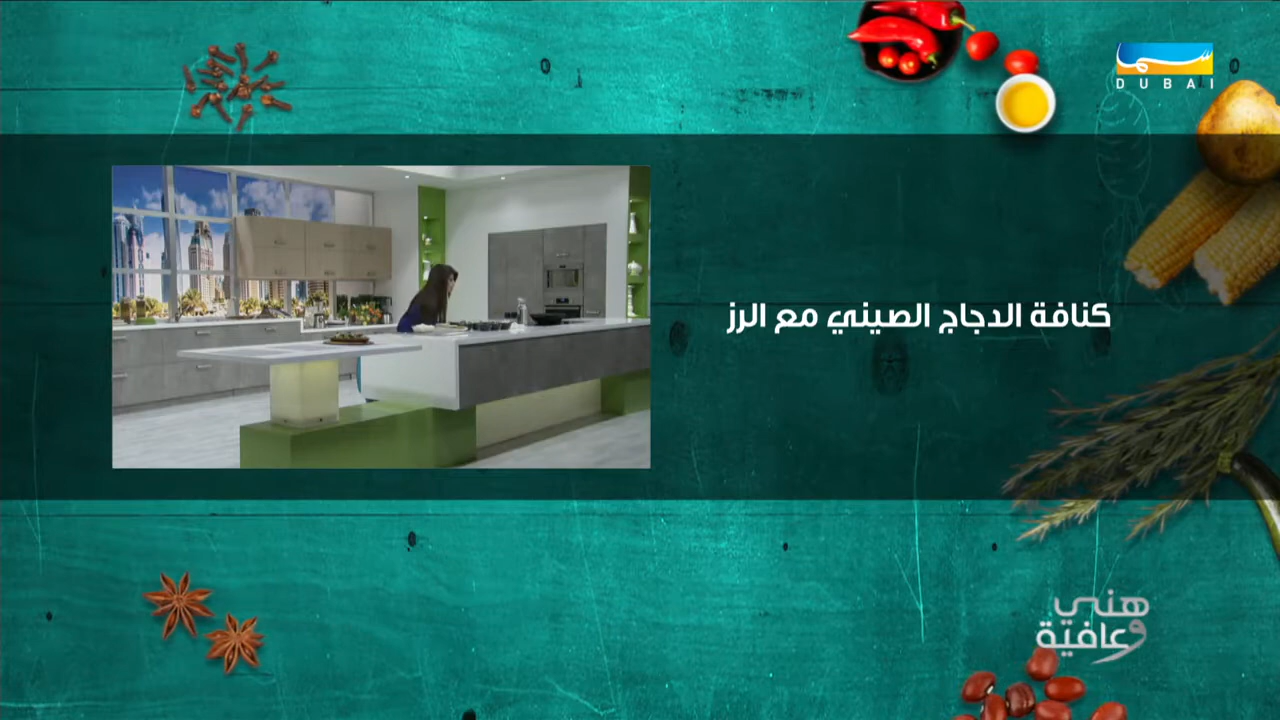 سما
DUBAI
كنافة الدجاج الصيني مع الرز
هني
وعافية